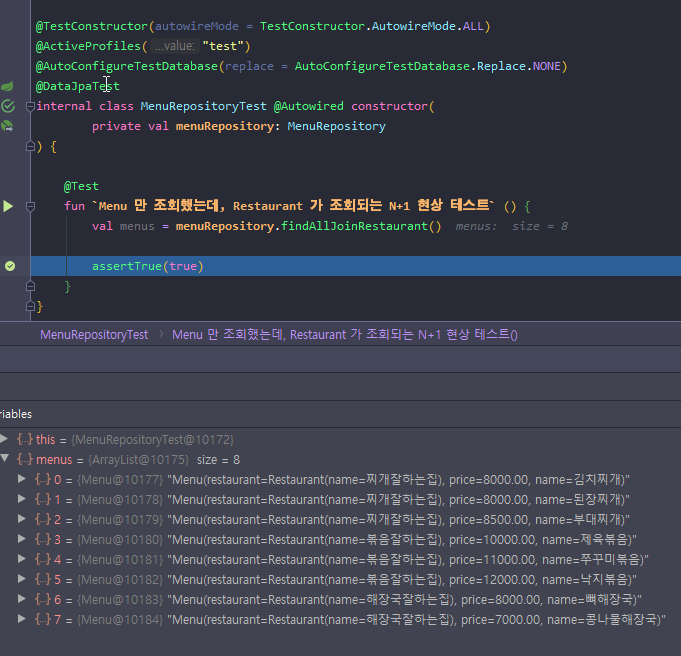 @TestConstructor(autowireMode = TestConstructor.AutowireMode.ALL)
@ActiveProfiles( ...value: "test")
@AutoConfigureTestDatabase(replace = AutoConfigureTestDatabase.Replace.NONE)
@DataJpaTest
internal class MenuRepositoryTest @Autowired constructor(
private val menuRepository: MenuRepository
) {
@Test
fun `Menu 만 조회했는데, Restaurant 가 조회되는 N+1 현상 테스트` () {
val menus = menuRepository.findAllJoinRestaurant() menus: size = 8
assertTrue(true)
}
}
MenuRepositoryTest › Menu 만 조회했는데, Restaurant 가 조회되는 N+1 현상 테스트()
riables
{..} this = {MenuRepositoryTest@10172}
{..} menus = {ArrayList@10175} size = 8
{..} 0 = {Menu@10177} "Menu(restaurant=Restaurant(name=찌개잘하는집), price=8000.00, name=김치찌개)"
{..} 1 = {Menu@10178} "Menu(restaurant=Restaurant(name=찌개잘하는집), price=8000.00, name=된장찌개)"
{..} 2 = {Menu@10179} "Menu(restaurant=Restaurant(name=찌개잘하는집), price=8500.00, name=부대찌개)"
{..} 3 = {Menu@10180} "Menu(restaurant=Restaurant(name=볶음잘하는집), price=10000.00, name=제육볶음)"
{..} 4 = {Menu@10181} "Menu(restaurant=Restaurant(name=볶음잘하는집), price=11000.00, name=쭈꾸미볶음)"
{..} 5 = {Menu@10182} "Menu(restaurant=Restaurant(name=볶음잘하는집), price=12000.00, name=낙지볶음)"
{..} 6 = {Menu@10183} "Menu(restaurant=Restaurant(name=해장국잘하는집), price=8000.00, name=뼈해장국)"
{..} 7 = {Menu@10184} "Menu(restaurant=Restaurant(name=해장국잘하는집), price=7000.00, name=콩나물해장국)"